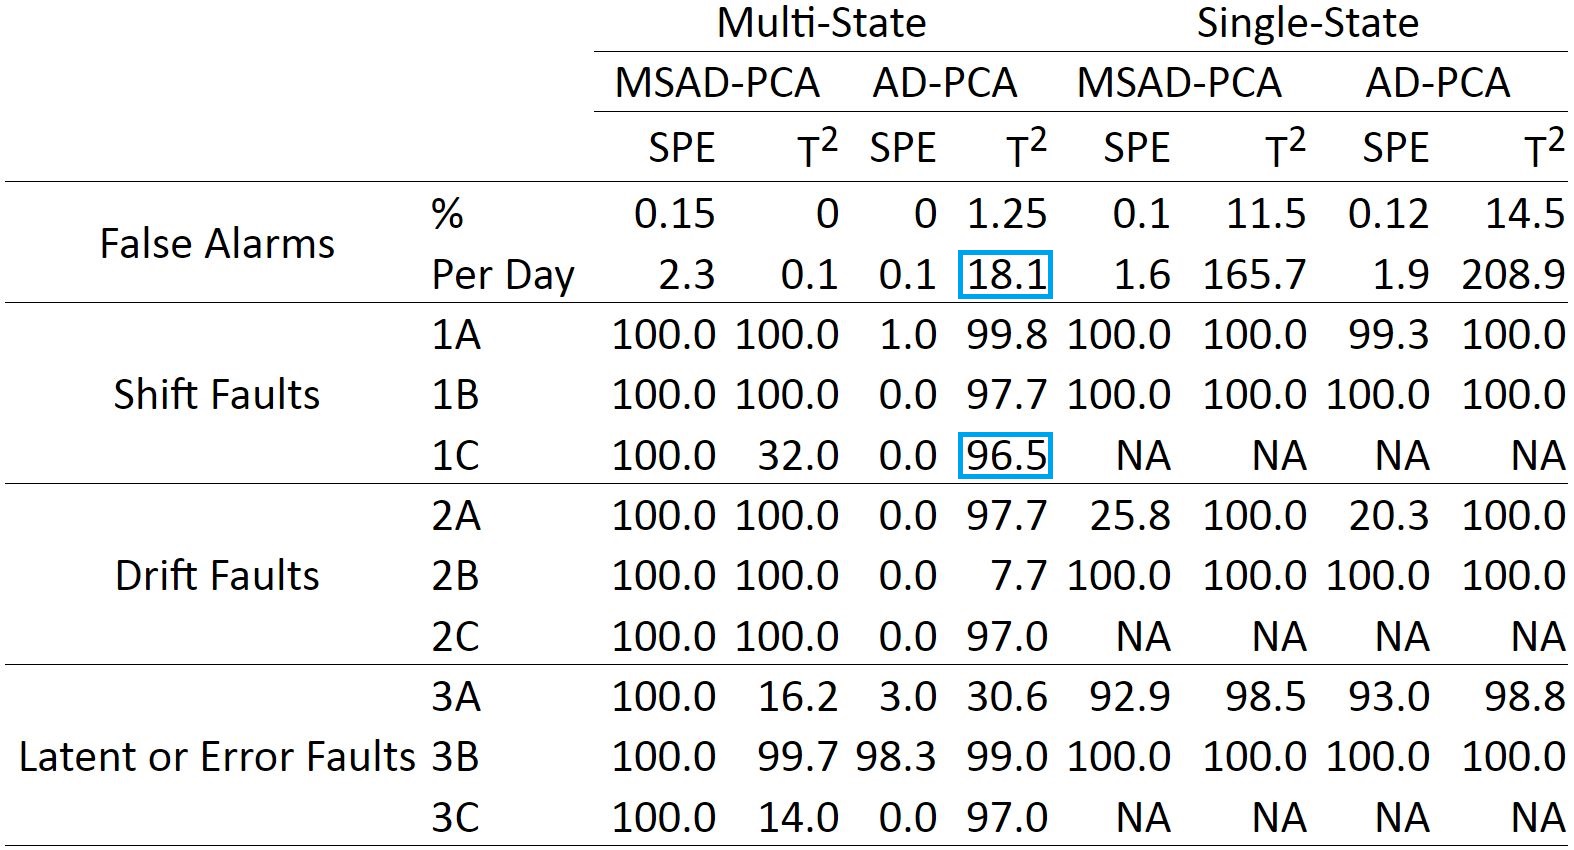 Multi-State Single-State
MSAD-PCA AD-PCA MSAD-PCA AD-PCA
SPE T² SPE T² SPE T² SPE T²
False Alarms
% 0.15 0 0 1.25 0.1 11.5 0.12 14.5
Per Day 2.3 0.1 0.1 18.1 1.6 165.7 1.9 208.9
Shift Faults
1A 100.0 100.0 1.0 99.8 100.0 100.0 99.3 100.0
1B 100.0 100.0 0.0 97.7 100.0 100.0 100.0 100.0
1C 100.0 32.0 0.0 96.5 NA NA NA NA
Drift Faults
2A 100.0 100.0 0.0 97.7 25.8 100.0 20.3 100.0
2B 100.0 100.0 0.0 7.7 100.0 100.0 100.0 100.0
2C 100.0 100.0 0.0 97.0 NA NA NA NA
Latent or Error Faults
3A 100.0 16.2 3.0 30.6 92.9 98.5 93.0 98.8
3B 100.0 99.7 98.3 99.0 100.0 100.0 100.0 100.0
3C 100.0 14.0 0.0 97.0 NA NA NA NA